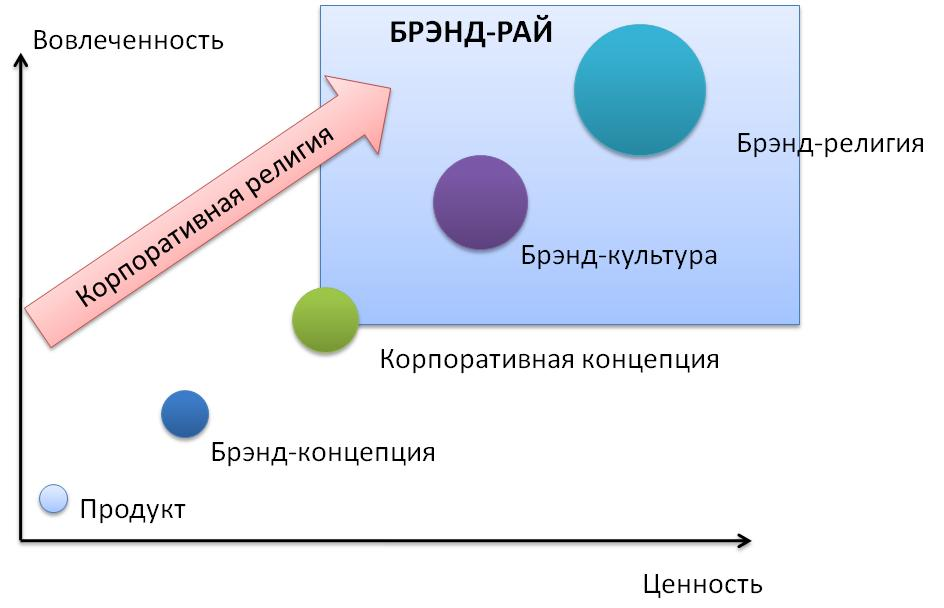 Вовлеченность
БРЭНД-РАЙ
Брэнд-религия
Корпоративная религия
Брэнд-культура
Корпоративная концепция
Брэнд-концепция
Продукт
Ценность